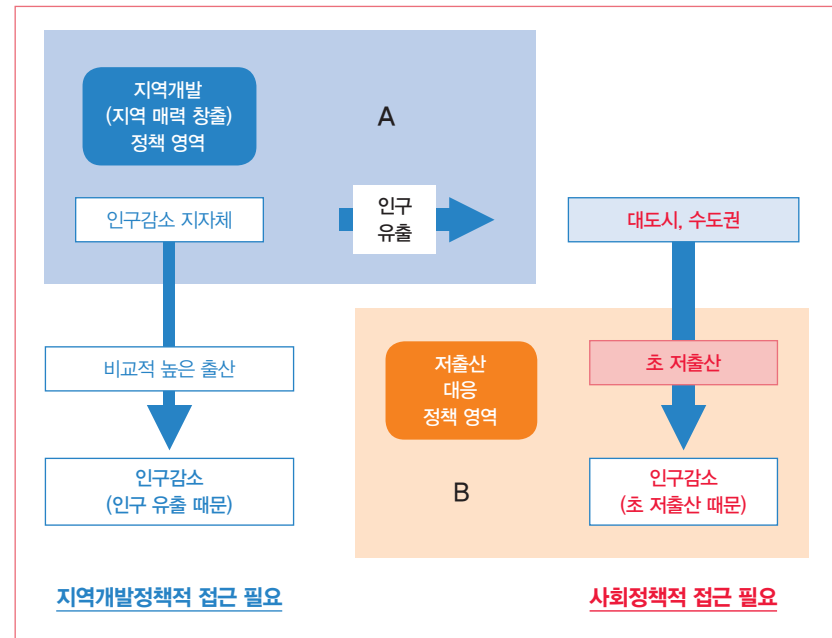 지역개발
(지역 매력 창출)
정책 영역
A
인구감소 지자체
인구
유출
대도시, 수도권
비교적 높은 출산
저출산
대응
정책 영역
초 저출산
인구감소
(인구 유출 때문)
B
인구감소
(초 저출산 때문)
지역개발정책적 접근 필요
사회정책적 접근 필요